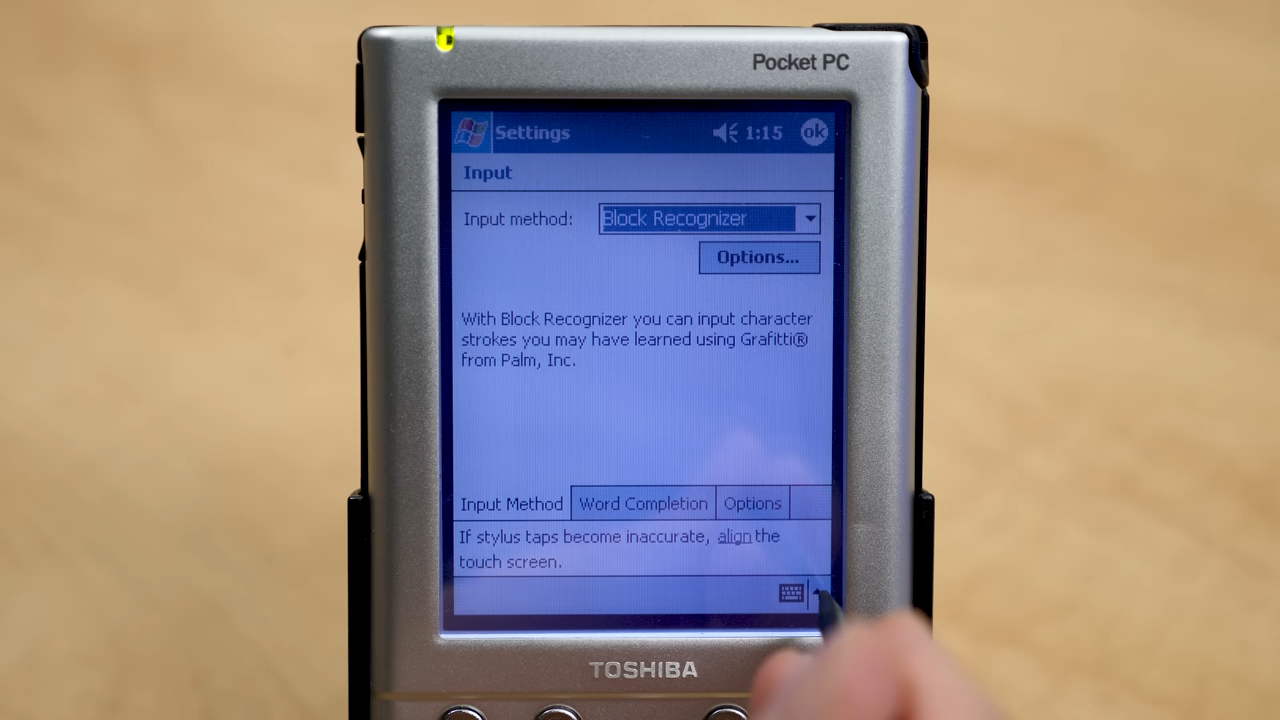 Pocket PC
Settings 1:15 ok
Input
Input method: Block Recognizer
Options...
With Block Recognizer you can input character
strokes you may have learned using Grafitti®
from Palm, Inc.
Input Method Word Completion Options
If stylus taps become inaccurate, align the
touch screen.
TOSHIBA